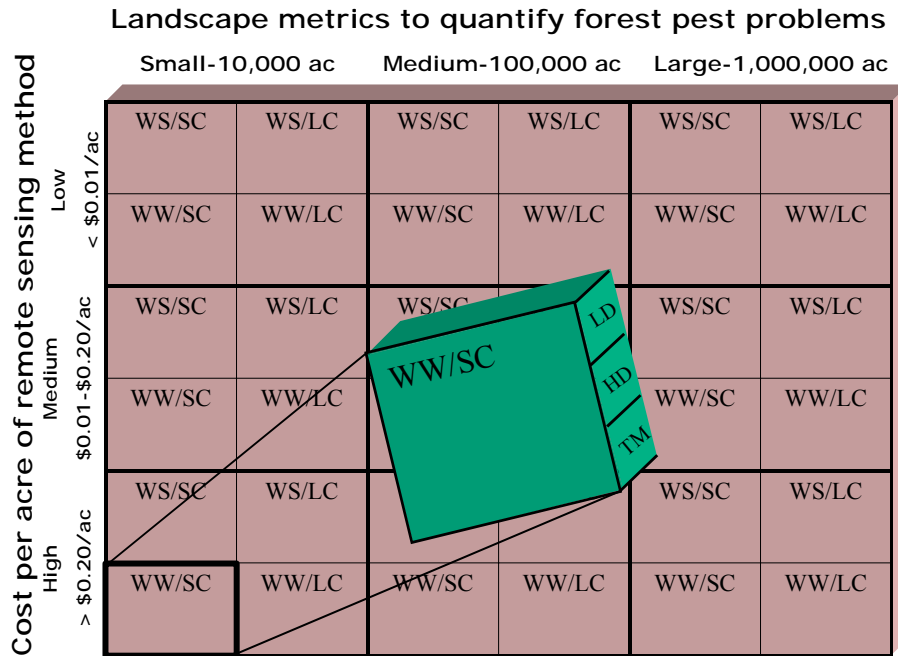 Landscape metrics to quantify forest pest problems
Small-10,000 ac Medium-100,000 ac Large-1,000,000 ac
Cost per acre of remote sensing method
Low
< $0.01/ac
WS/SC WS/LC WS/SC WS/LC WS/SC WS/LC
WW/SC WW/LC WW/SC WW/LC WW/SC WW/LC
Medium
$0.01-$0.20/ac
WS/SC WS/LC WS/SC WS/SC WS/LC
WW/SC WW/LC WW/SC WW/LC
WW/SC
LD
HD
TM
High
> $0.20/ac
WS/SC WS/LC WS/SC WS/LC
WW/SC WW/LC WW/SC WW/LC WW/SC WW/LC